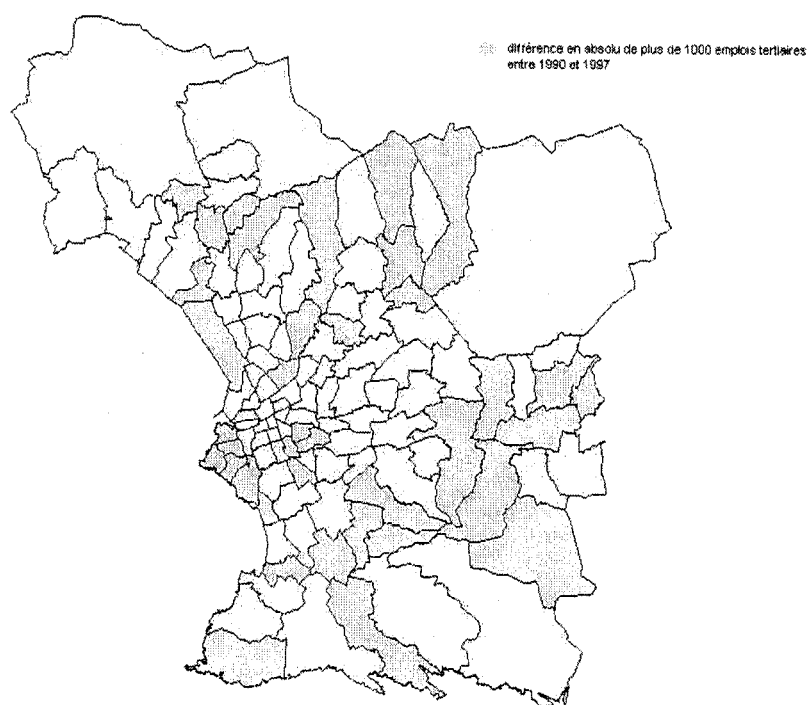 différence en absolu de plus de 1000 emplois tertiaires
entre 1990 et 1997